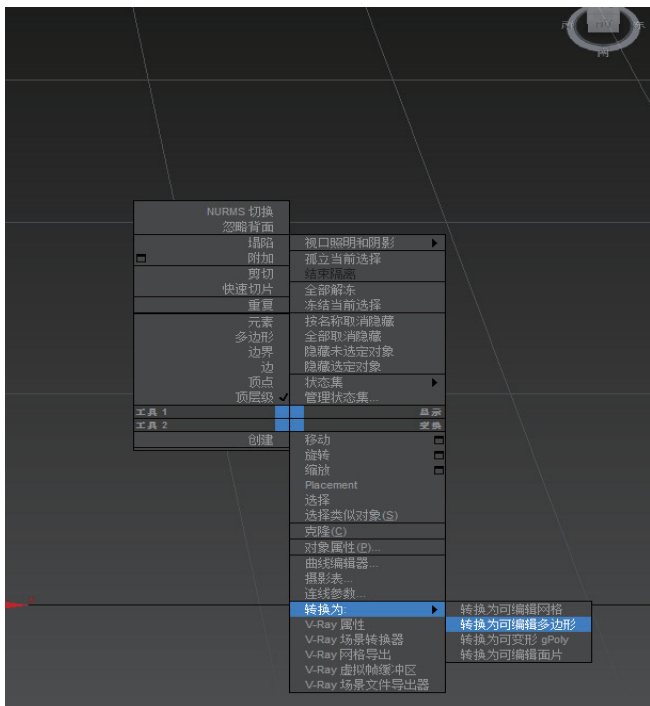 东
南
NURMS 切换
忽略背面
塌陷
附加
剪切
快速切片
重复
元素
多边形
边界
边
顶点
顶层级
工具 1
工具 2
创建
视口照明和阴影
孤立当前选择
结束隔离
全部解冻
冻结当前选择
按名称取消隐藏
全部取消隐藏
隐藏未选定对象
隐藏选定对象
状态集
管理状态集...
显示
变换
移动
旋转
缩放
Placement
选择
选择类似对象(S)
克隆(C)
对象属性(P)...
曲线编辑器...
摄影表...
连线参数...
转换为:
V-Ray 属性
V-Ray 场景转换器
V-Ray 网格导出
V-Ray 虚拟帧缓冲区
V-Ray 场景文件导出器
转换为可编辑网格
转换为可编辑多边形
转换为可变形 gPoly
转换为可编辑面片